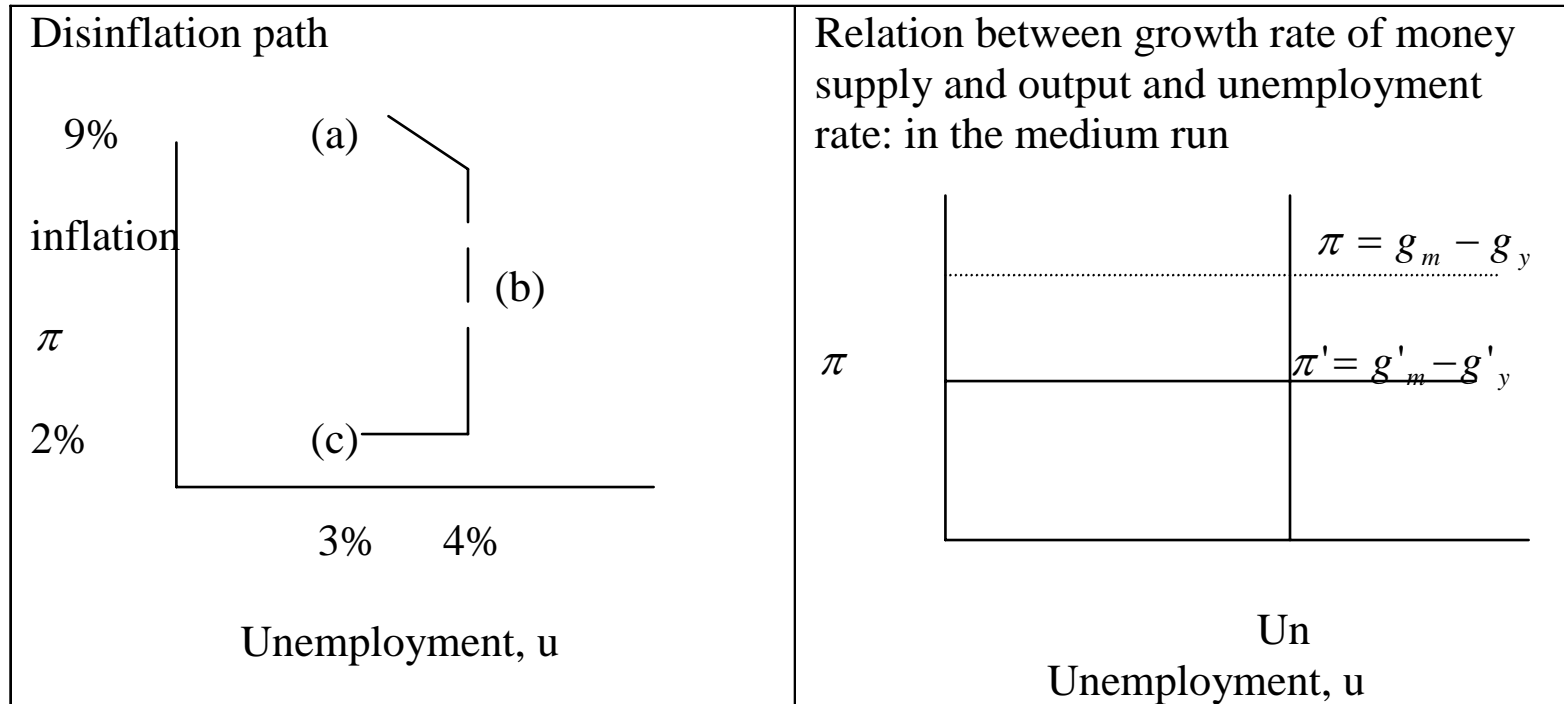 Disinflation path
9%
(a)
inflation
(b)
π
2%
(c)
3% 4%
Unemployment, u
Relation between growth rate of money
supply and output and unemployment
rate: in the medium run
π = g_m − g_y
π
π' = g'_m − g'_y
Un
Unemployment, u